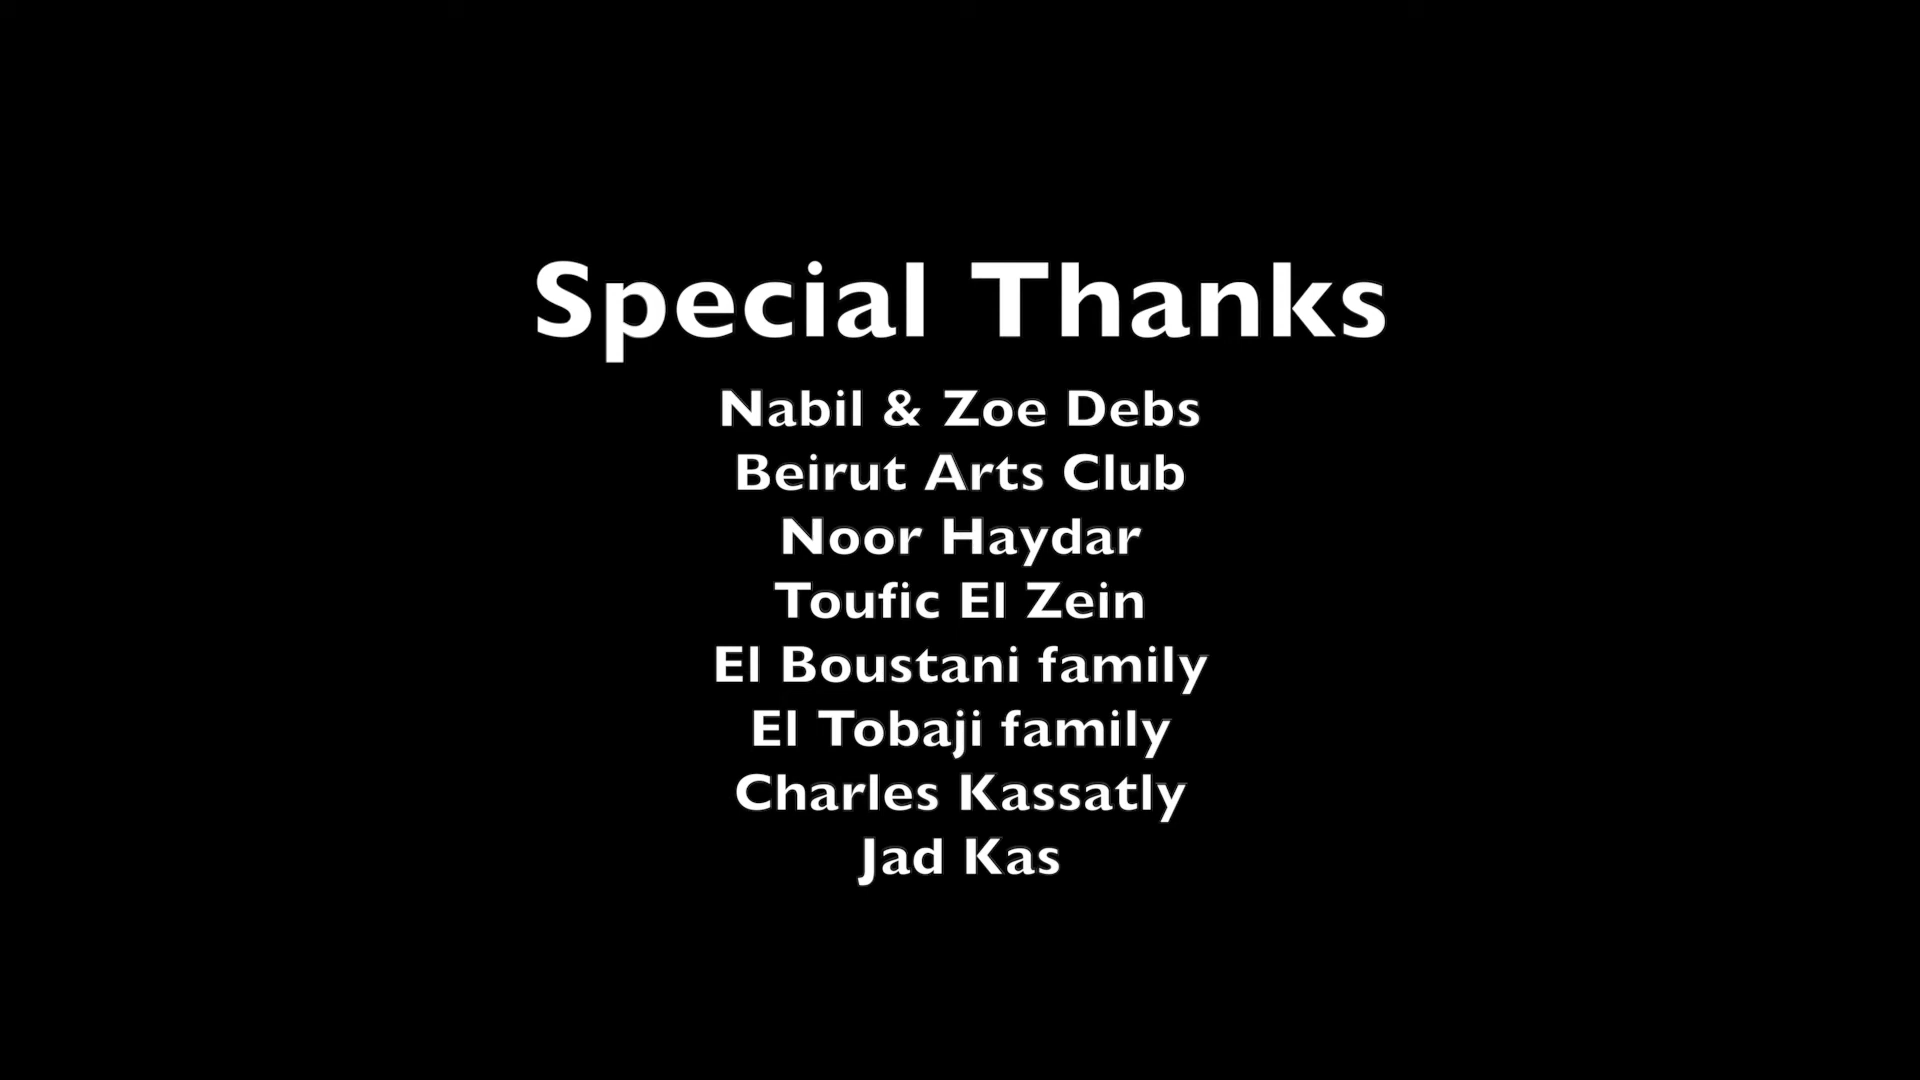 Special Thanks
Nabil & Zoe Debs
Beirut Arts Club
Noor Haydar
Toufic El Zein
El Boustani family
El Tobaji family
Charles Kassatly
Jad Kas